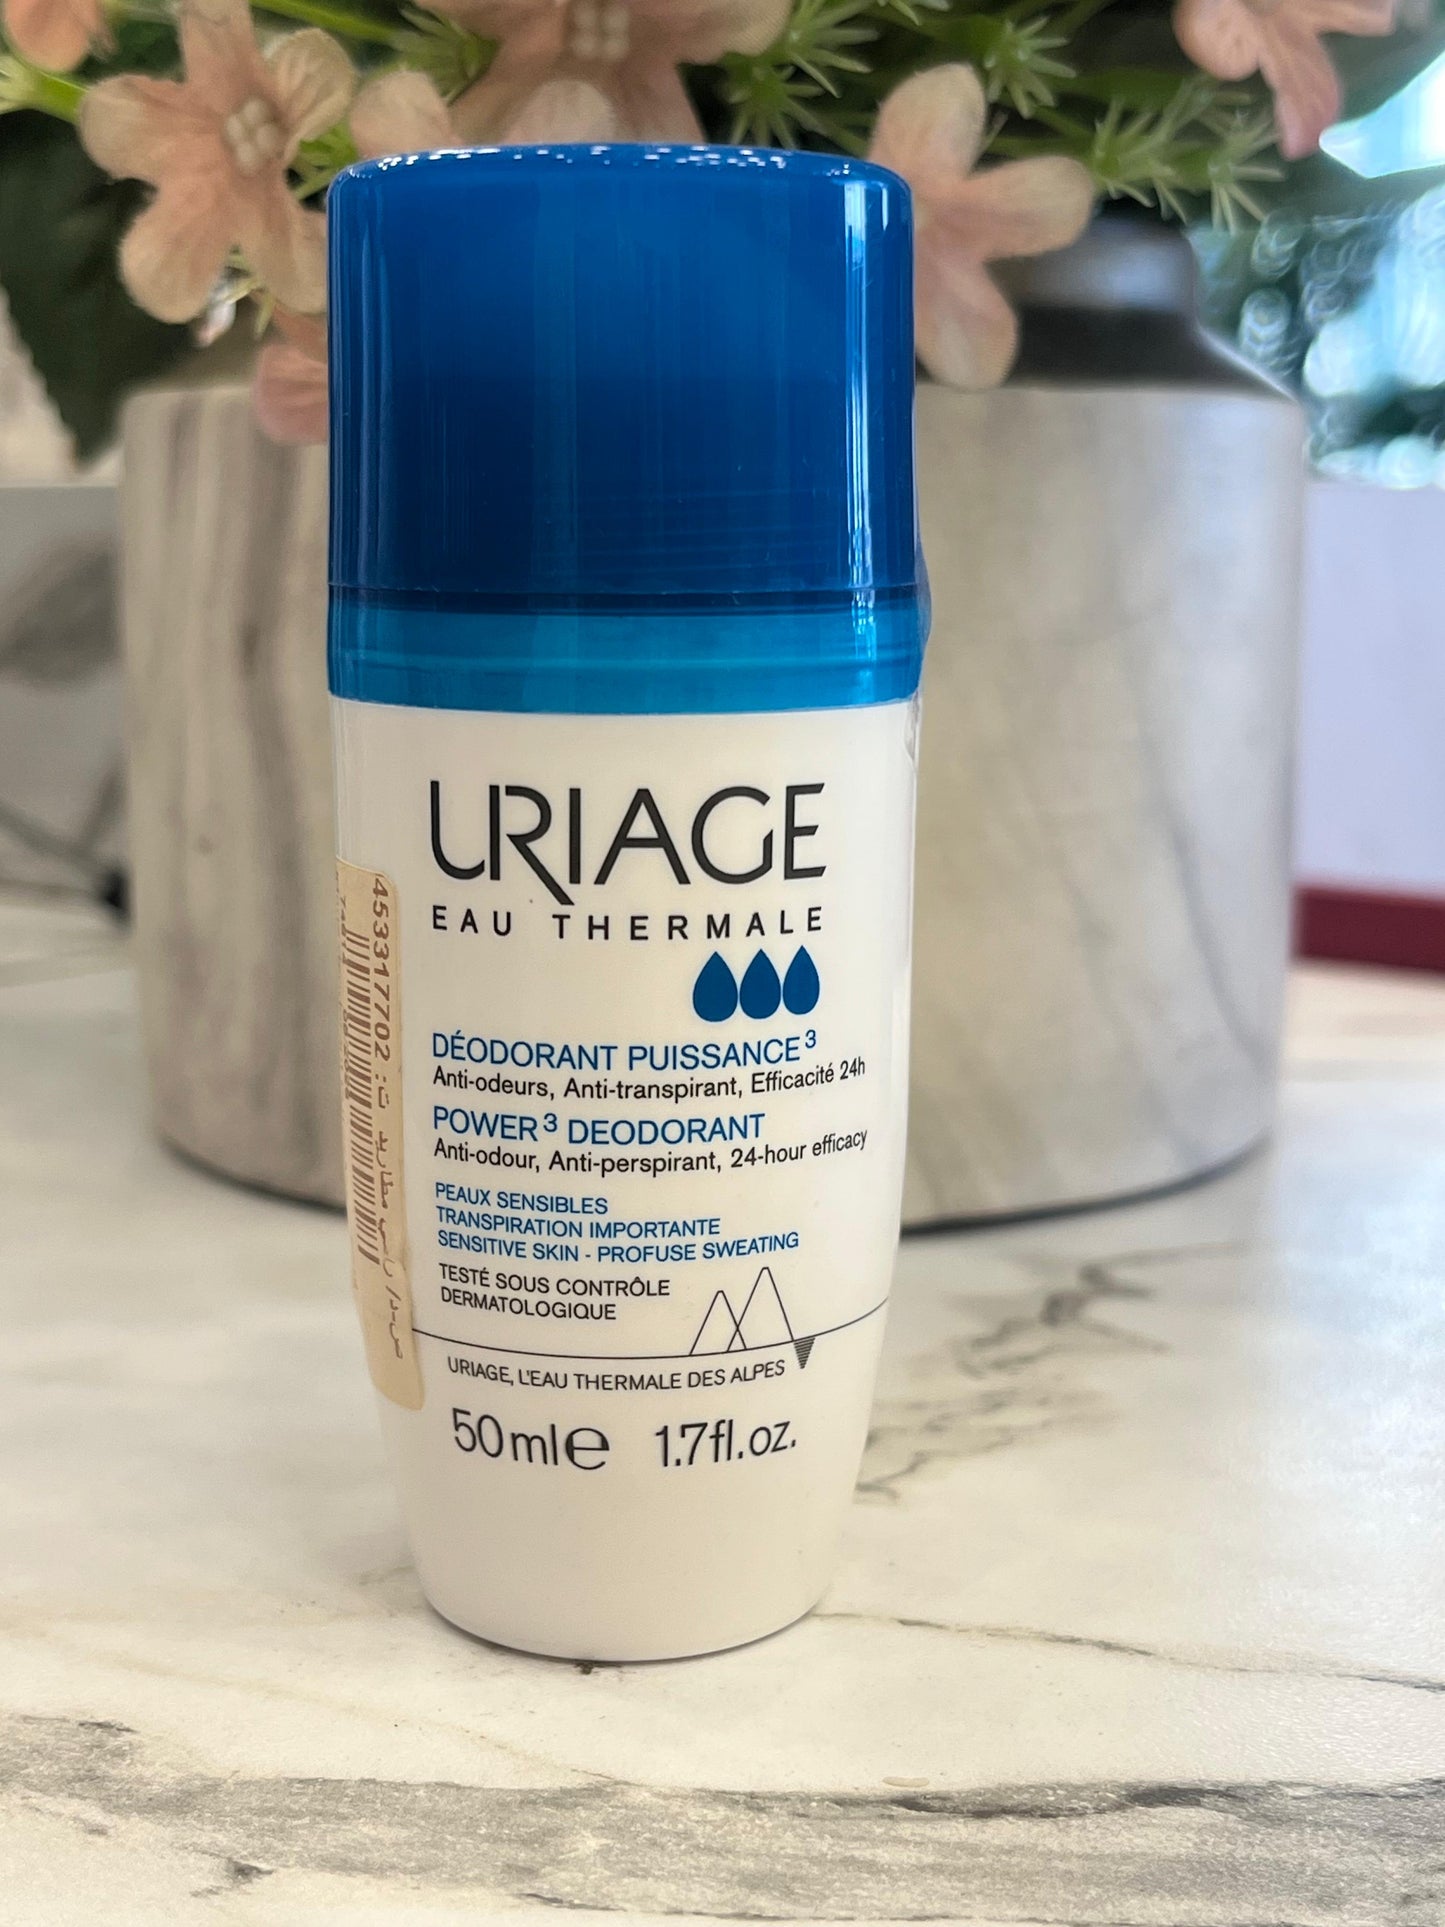 URIAGE
EAU THERMALE
DÉODORANT PUISSANCE³
Anti-odeurs, Anti-transpirant, Efficacité 24h
POWER³ DEODORANT
Anti-odour, Anti-perspirant, 24-hour efficacy
PEAUX SENSIBLES
TRANSPIRATION IMPORTANTE
SENSITIVE SKIN - PROFUSE SWEATING
TESTÉ SOUS CONTRÔLE
DERMATOLOGIQUE
URIAGE, L'EAU THERMALE DES ALPES
50mle 1.7fl.oz.
ت: 453317702